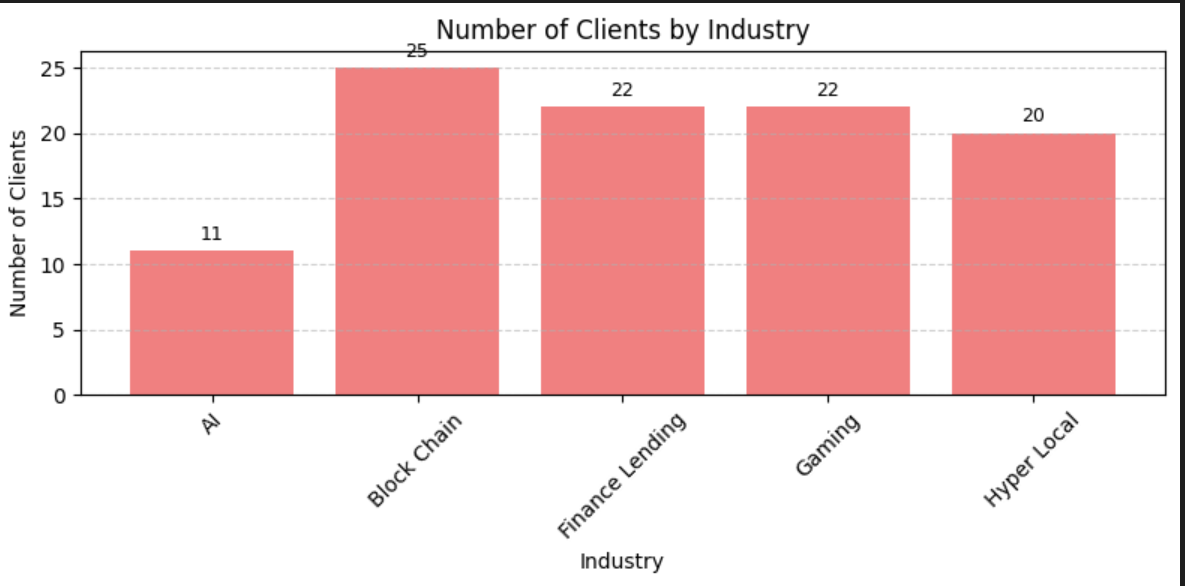 Number of Clients by Industry
Number of Clients
25
20
15
10
5
0
11
25
22
22
20
AI
Block Chain
Finance Lending
Gaming
Hyper Local
Industry